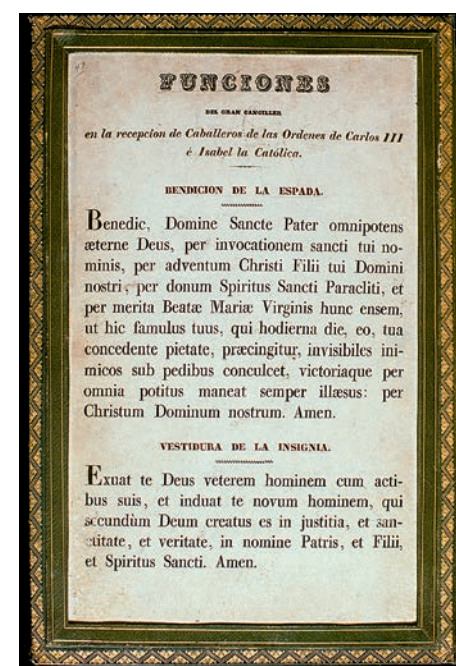 FUNCIONES
DEL GRAN CANCILLER
en la recepcion de Caballeros de las Ordenes de Carlos III
é Isabel la Católica.
BENDICION DE LA ESPADA.
Benedic, Domine Sancte Pater omnipotens
æterne Deus, per invocationem sancti tui no-
minis, per adventum Christi Filii tui Domini
nostri, per donum Spiritus Sancti Paracliti, et
per merita Beatæ Mariæ Virginis hunc ensem,
ut hic famulus tuus, qui hodierna die, eo, tua
concedente pietate, præcingitur, invisibiles ini-
micos sub pedibus conculcet, victoriaque per
omnia potitus maneat semper illæsus: per
Christum Dominum nostrum. Amen.
VESTIDURA DE LA INSIGNIA.
Exuat te Deus veterem hominem cum acti-
bus suis, et induat te novum hominem, qui
secundùm Deum creatus es in justitia, et san-
ctitate, et veritate, in nomine Patris, et Filii,
et Spiritus Sancti. Amen.